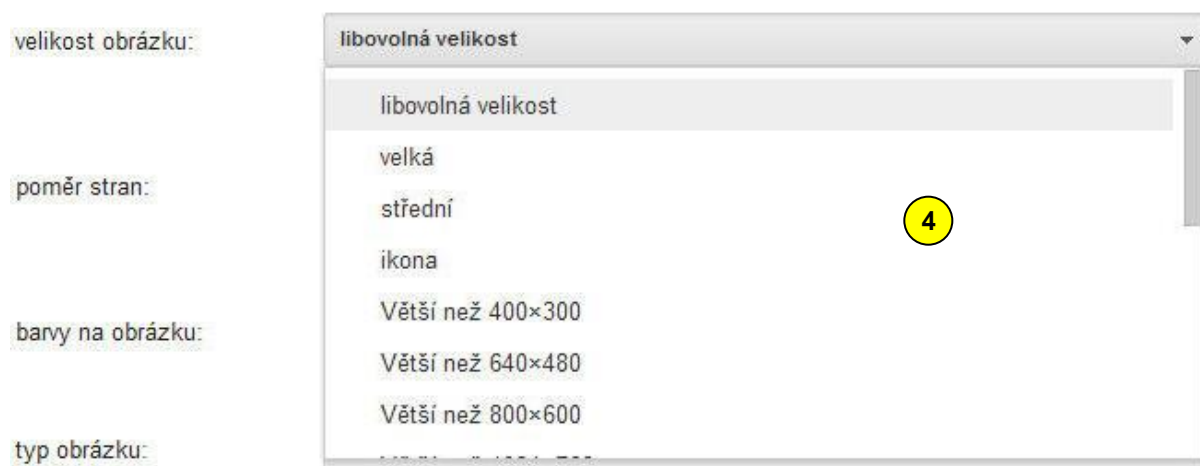 velikost obrázku:
libovolná velikost
libovolná velikost
velká
poměr stran:
střední
4
ikona
Větší než 400×300
barvy na obrázku:
Větší než 640×480
Větší než 800×600
typ obrázku: